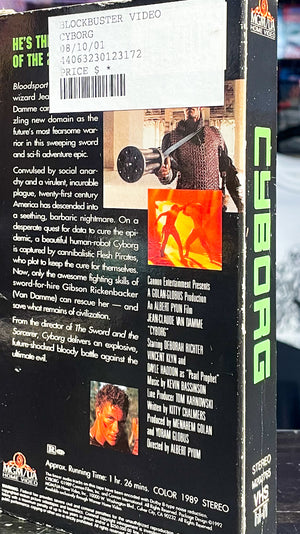 BLOCKBUSTER VIDEO
CYBORG
08/10/01
44063230123172
PRICE $ *
HE'S TH
OF THE 2
Bloodsport
wizard Jea
Damme ca
zling new domain as the
future's most fearsome war-
rior in this sweeping sword
and sci-fi adventure epic.
Convulsed by social anar-
chy and a virulent, incurable
plague, twenty-first century
America has descended into
a seething, barbaric nightmare. On a
desperate quest for data to cure the epi-
demic, a beautiful human-robot Cyborg
is captured by cannibalistic Flesh Pirates,
who plot to keep the cure for themselves.
Now, only the awesome fighting skills of
sword-for-hire Gibson Rickenbacker
(Van Damme) can rescue her — and
save what remains of civilization.
From the director of The Sword and the
Sorcerer, Cyborg delivers an explosive,
future-shocked bloody battle against the
ultimate evil.
Cannon Entertainment Presents
A GOLAN-GLOBUS Production
An ALBERT PYUN Film
JEAN-CLAUDE VAN DAMME
"CYBORG"
Starring DEBORAH RICHTER
VINCENT KLYN and
DAYLE HADDON as "Pearl Prophet"
Music by KEVIN BASSINSON
Line Producer TOM KARNOWSKI
Written by KITTY CHALMERS
Produced by MENAHEM GOLAN and
YORAM GLOBUS
Directed by ALBERT PYUN
R
MGM/UA
HOME VIDEO
Approx. Running Time: 1 hr. 26 mins. COLOR 1989 STEREO
MGM/UA
HOME VIDEO
CYBORG
STEREO
VHS
Hi-Fi